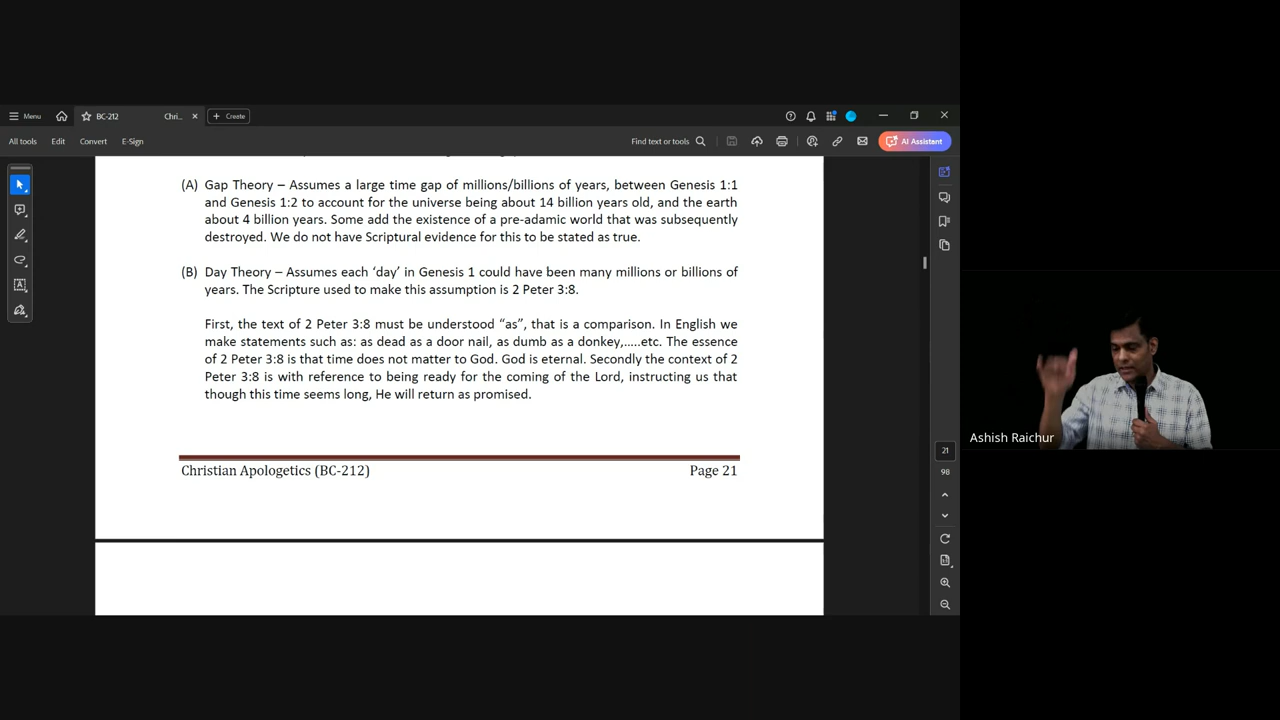 Menu
BC-212 Chri...
Create
All tools Edit Convert E-Sign
Find text or tools
AI Assistant
(A) Gap Theory – Assumes a large time gap of millions/billions of years, between Genesis 1:1
and Genesis 1:2 to account for the universe being about 14 billion years old, and the earth
about 4 billion years. Some add the existence of a pre-adamic world that was subsequently
destroyed. We do not have Scriptural evidence for this to be stated as true.
(B) Day Theory – Assumes each ‘day’ in Genesis 1 could have been many millions or billions of
years. The Scripture used to make this assumption is 2 Peter 3:8.
First, the text of 2 Peter 3:8 must be understood “as”, that is a comparison. In English we
make statements such as: as dead as a door nail, as dumb as a donkey,.....etc. The essence
of 2 Peter 3:8 is that time does not matter to God. God is eternal. Secondly the context of 2
Peter 3:8 is with reference to being ready for the coming of the Lord, instructing us that
though this time seems long, He will return as promised.
Christian Apologetics (BC-212) Page 21
21
98
Ashish Raichur